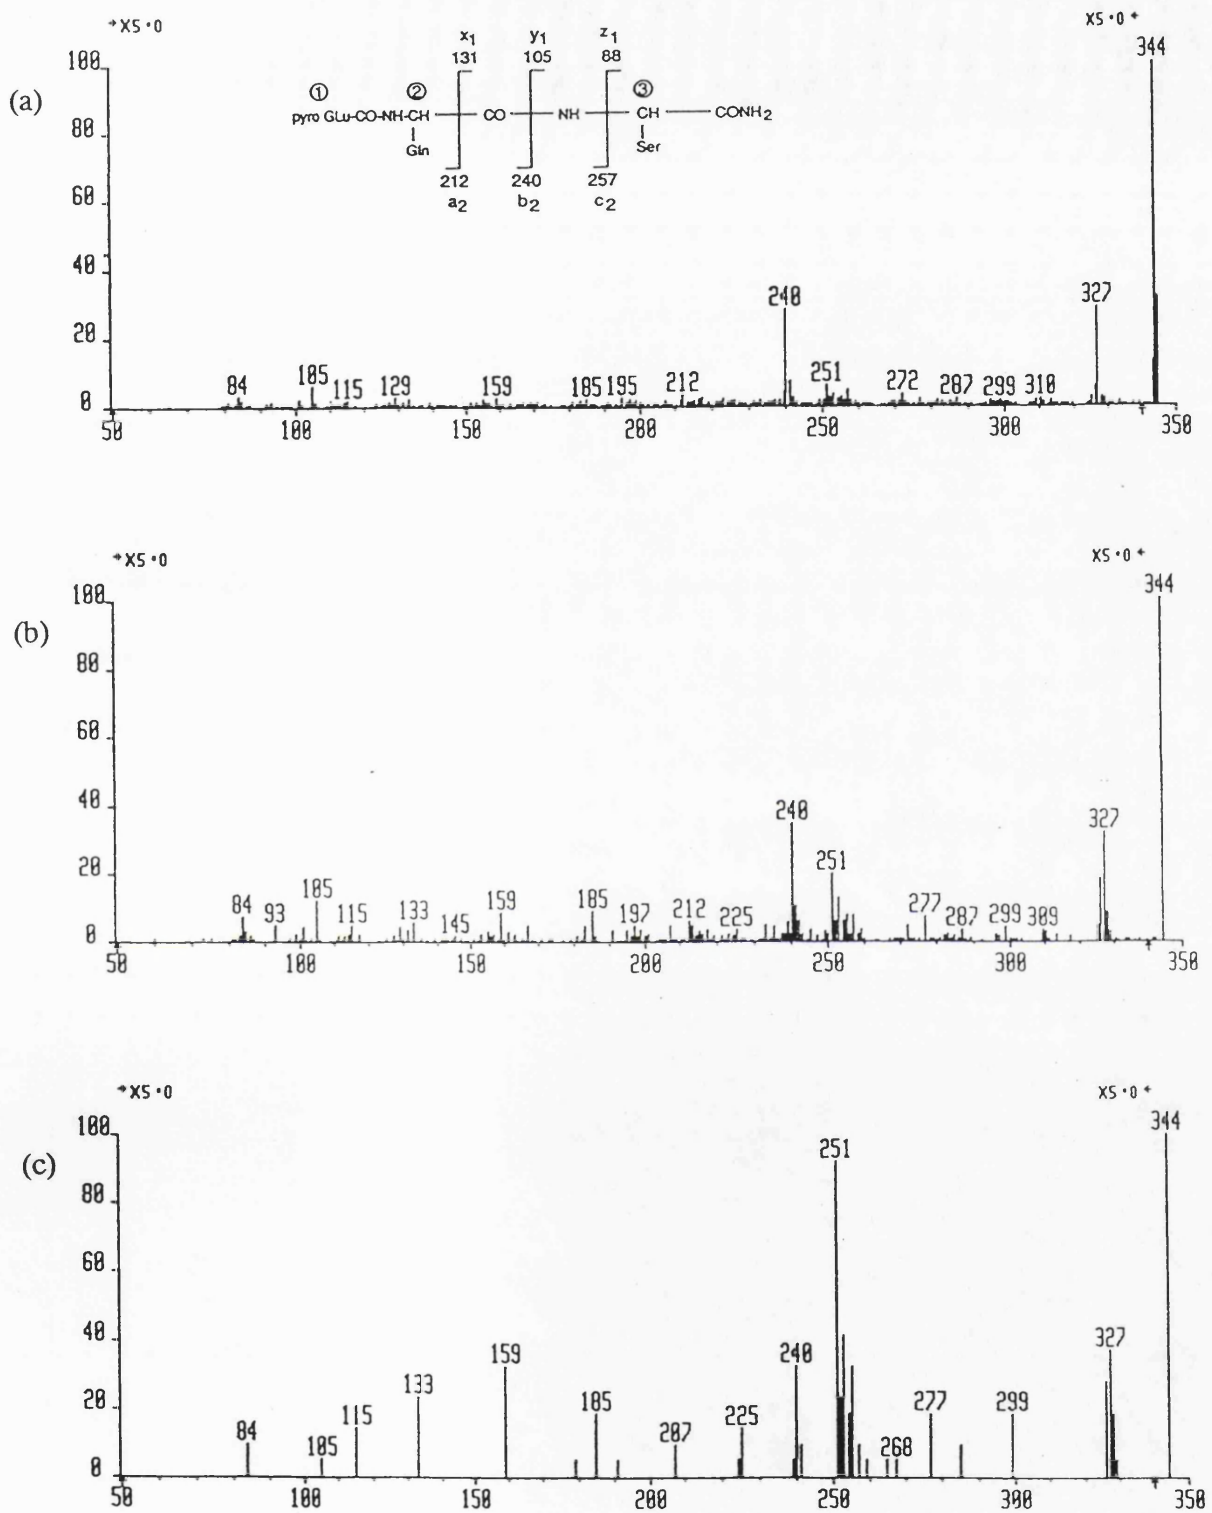 (a)
→X5·0
X5·0←
x1 y1 z1
131 105 88
① ② ③
pyro GLu-CO-NH-CH CO NH CH CONH2
Gln Ser
212 240 257
a2 b2 c2
100
80
60
40
20
0
344
240
327
84 105 115 129 159 185 195 212 251 272 287 299 310
50 100 150 200 250 300 350
(b)
→X5·0
X5·0←
100
80
60
40
20
0
344
240
327
251
84 93 105 115 133 145 159 185 197 212 225 277 287 299 309
50 100 150 200 250 300 350
(c)
→X5·0
X5·0←
100
80
60
40
20
0
344
251
159 240 327
133
84 105 115 185 207 225 268 277 299
50 100 150 200 250 300 350